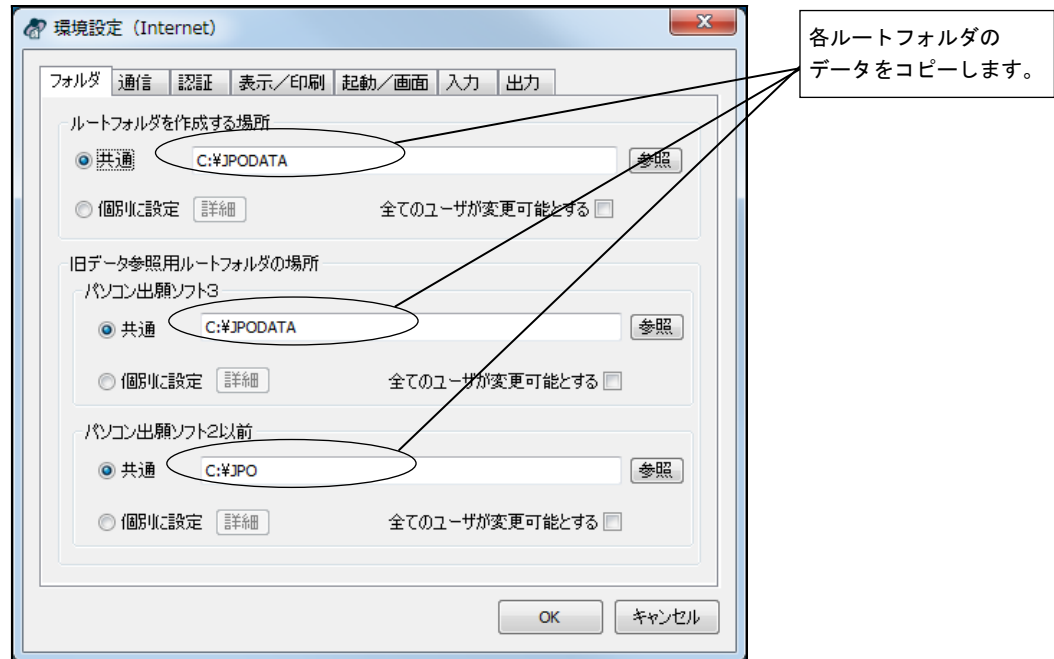 環境設定（Internet）
各ルートフォルダの
データをコピーします。
フォルダ 通信 認証 表示／印刷 起動／画面 入力 出力
ルートフォルダを作成する場所
共通 C:¥JPODATA 参照
個別に設定 詳細 全てのユーザが変更可能とする
旧データ参照用ルートフォルダの場所
パソコン出願ソフト3
共通 C:¥JPODATA 参照
個別に設定 詳細 全てのユーザが変更可能とする
パソコン出願ソフト2以前
共通 C:¥JPO 参照
個別に設定 詳細 全てのユーザが変更可能とする
OK キャンセル